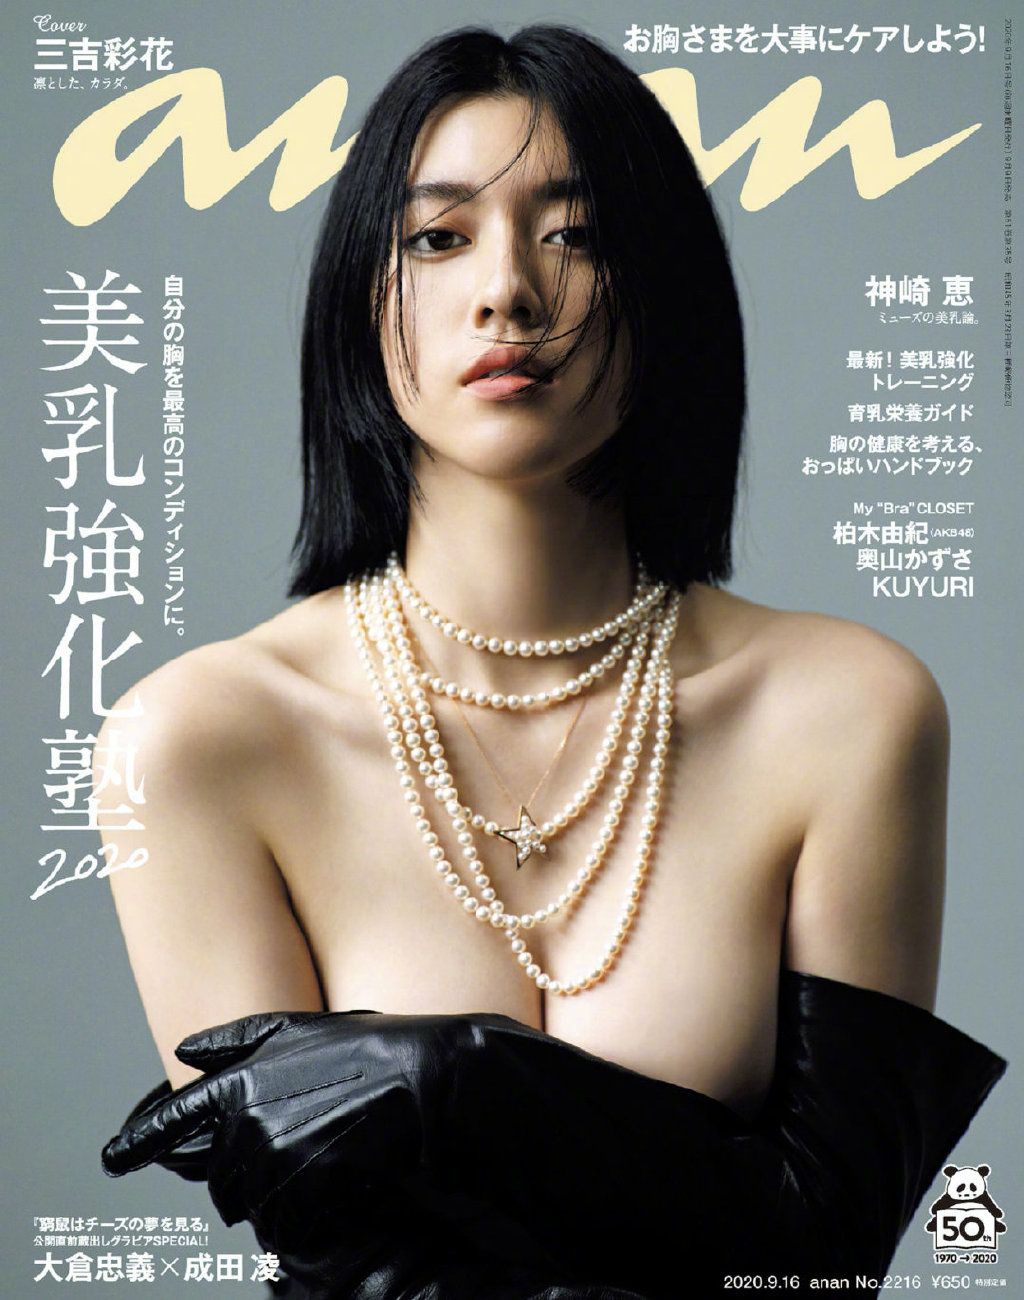 Cover
三吉彩花
凛とした、カラダ。
お胸さまを大事にケアしよう!
anan
自分の胸を最高のコンディションに。
美乳強化塾
2020
神崎 恵
ミューズの美乳論。
最新!美乳強化
トレーニング
育乳栄養ガイド
胸の健康を考える、
おっぱいハンドブック
My "Bra" CLOSET
柏木由紀(AKB48)
奥山かずさ
KUYURI
『窮鼠はチーズの夢を見る』
公開直前蔵出しグラビアSPECIAL!
大倉忠義×成田 凌
50th
1970→2020
2020.9.16 anan No.2216 ¥650 特別定価